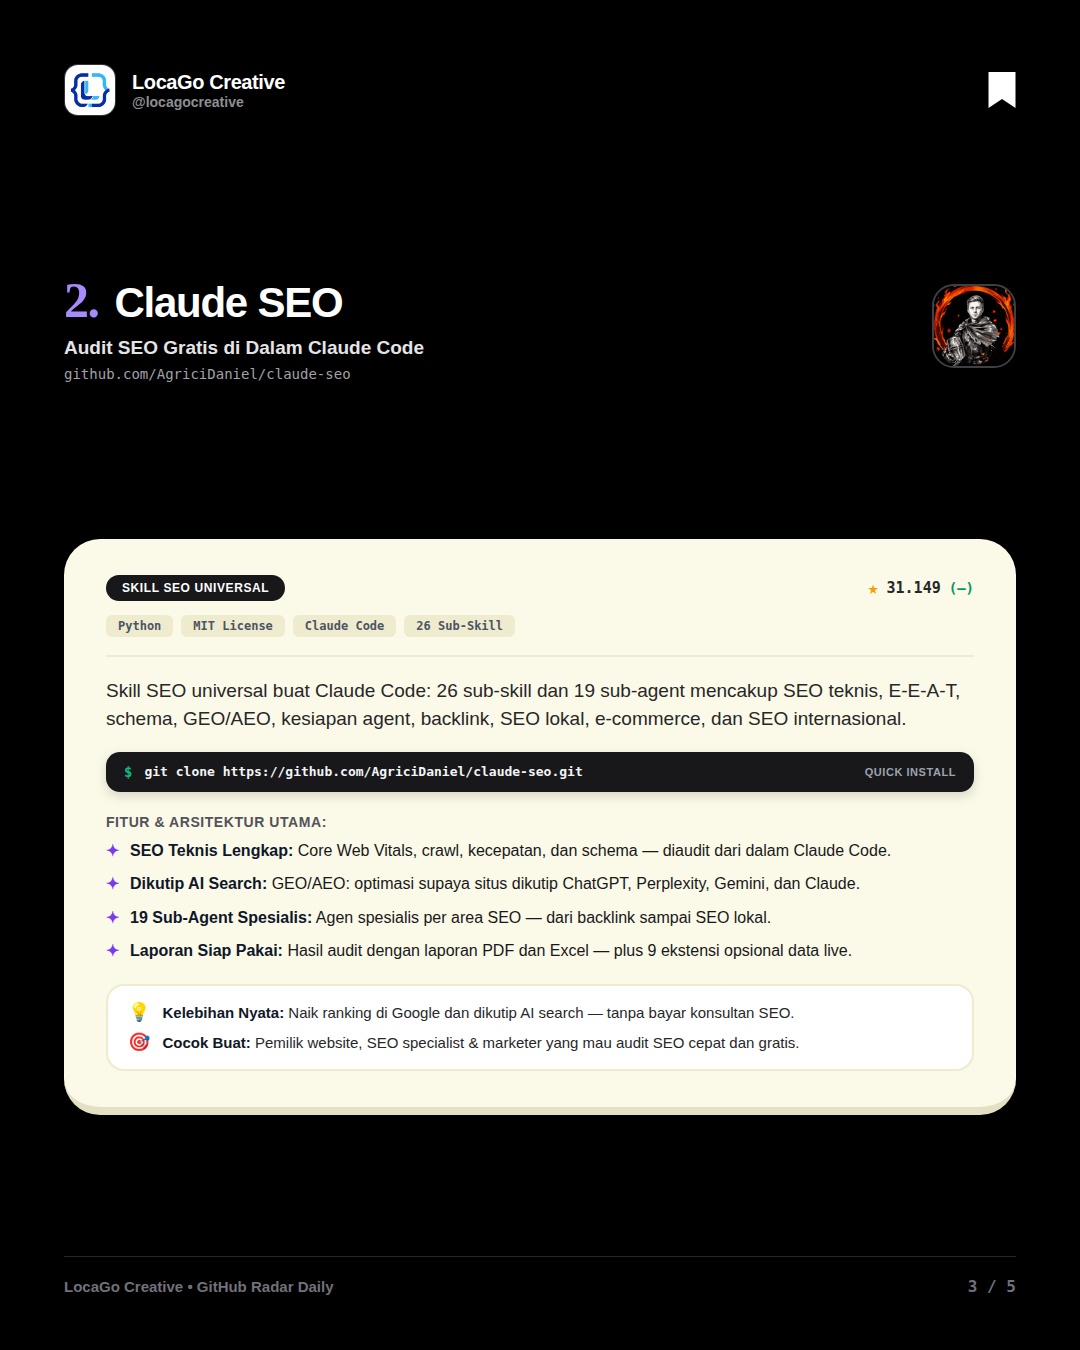 LocaGo Creative
@locagocreative
2. Claude SEO
Audit SEO Gratis di Dalam Claude Code
github.com/AgriciDaniel/claude-seo
SKILL SEO UNIVERSAL
★ 31.149 (—)
Python MIT License Claude Code 26 Sub-Skill
Skill SEO universal buat Claude Code: 26 sub-skill dan 19 sub-agent mencakup SEO teknis, E-E-A-T,
schema, GEO/AEO, kesiapan agent, backlink, SEO lokal, e-commerce, dan SEO internasional.
$ git clone https://github.com/AgriciDaniel/claude-seo.git QUICK INSTALL
FITUR & ARSITEKTUR UTAMA:
✦ SEO Teknis Lengkap: Core Web Vitals, crawl, kecepatan, dan schema — diaudit dari dalam Claude Code.
✦ Dikutip AI Search: GEO/AEO: optimasi supaya situs dikutip ChatGPT, Perplexity, Gemini, dan Claude.
✦ 19 Sub-Agent Spesialis: Agen spesialis per area SEO — dari backlink sampai SEO lokal.
✦ Laporan Siap Pakai: Hasil audit dengan laporan PDF dan Excel — plus 9 ekstensi opsional data live.
💡 Kelebihan Nyata: Naik ranking di Google dan dikutip AI search — tanpa bayar konsultan SEO.
🎯 Cocok Buat: Pemilik website, SEO specialist & marketer yang mau audit SEO cepat dan gratis.
LocaGo Creative • GitHub Radar Daily
3 / 5